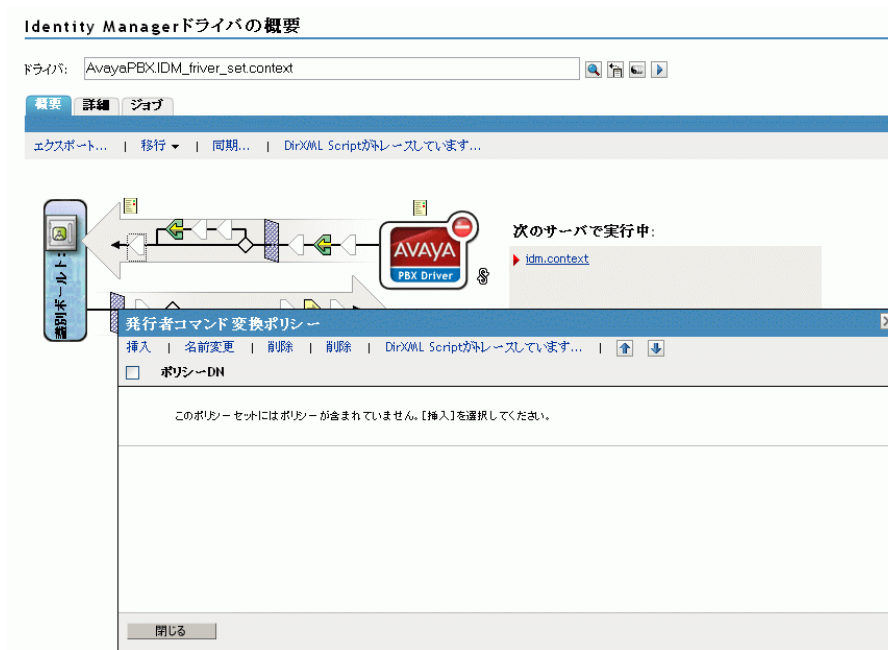 Identity Managerドライバの概要
ドライバ: AvayaPBX.IDM_friver_set.context
概要 詳細 ジョブ
エクスポート... | 移行 | 同期... | DirXML Scriptがトレースしています...
識別ボールト:
AVAYA
PBX Driver
次のサーバで実行中:
idm.context
発行者コマンド変換ポリシー
挿入 | 名前変更 | 削除 | 削除 | DirXML Scriptがトレースしています... |
ポリシーDN
このポリシーセットにはポリシーが含まれていません。[挿入]を選択してください。
閉じる